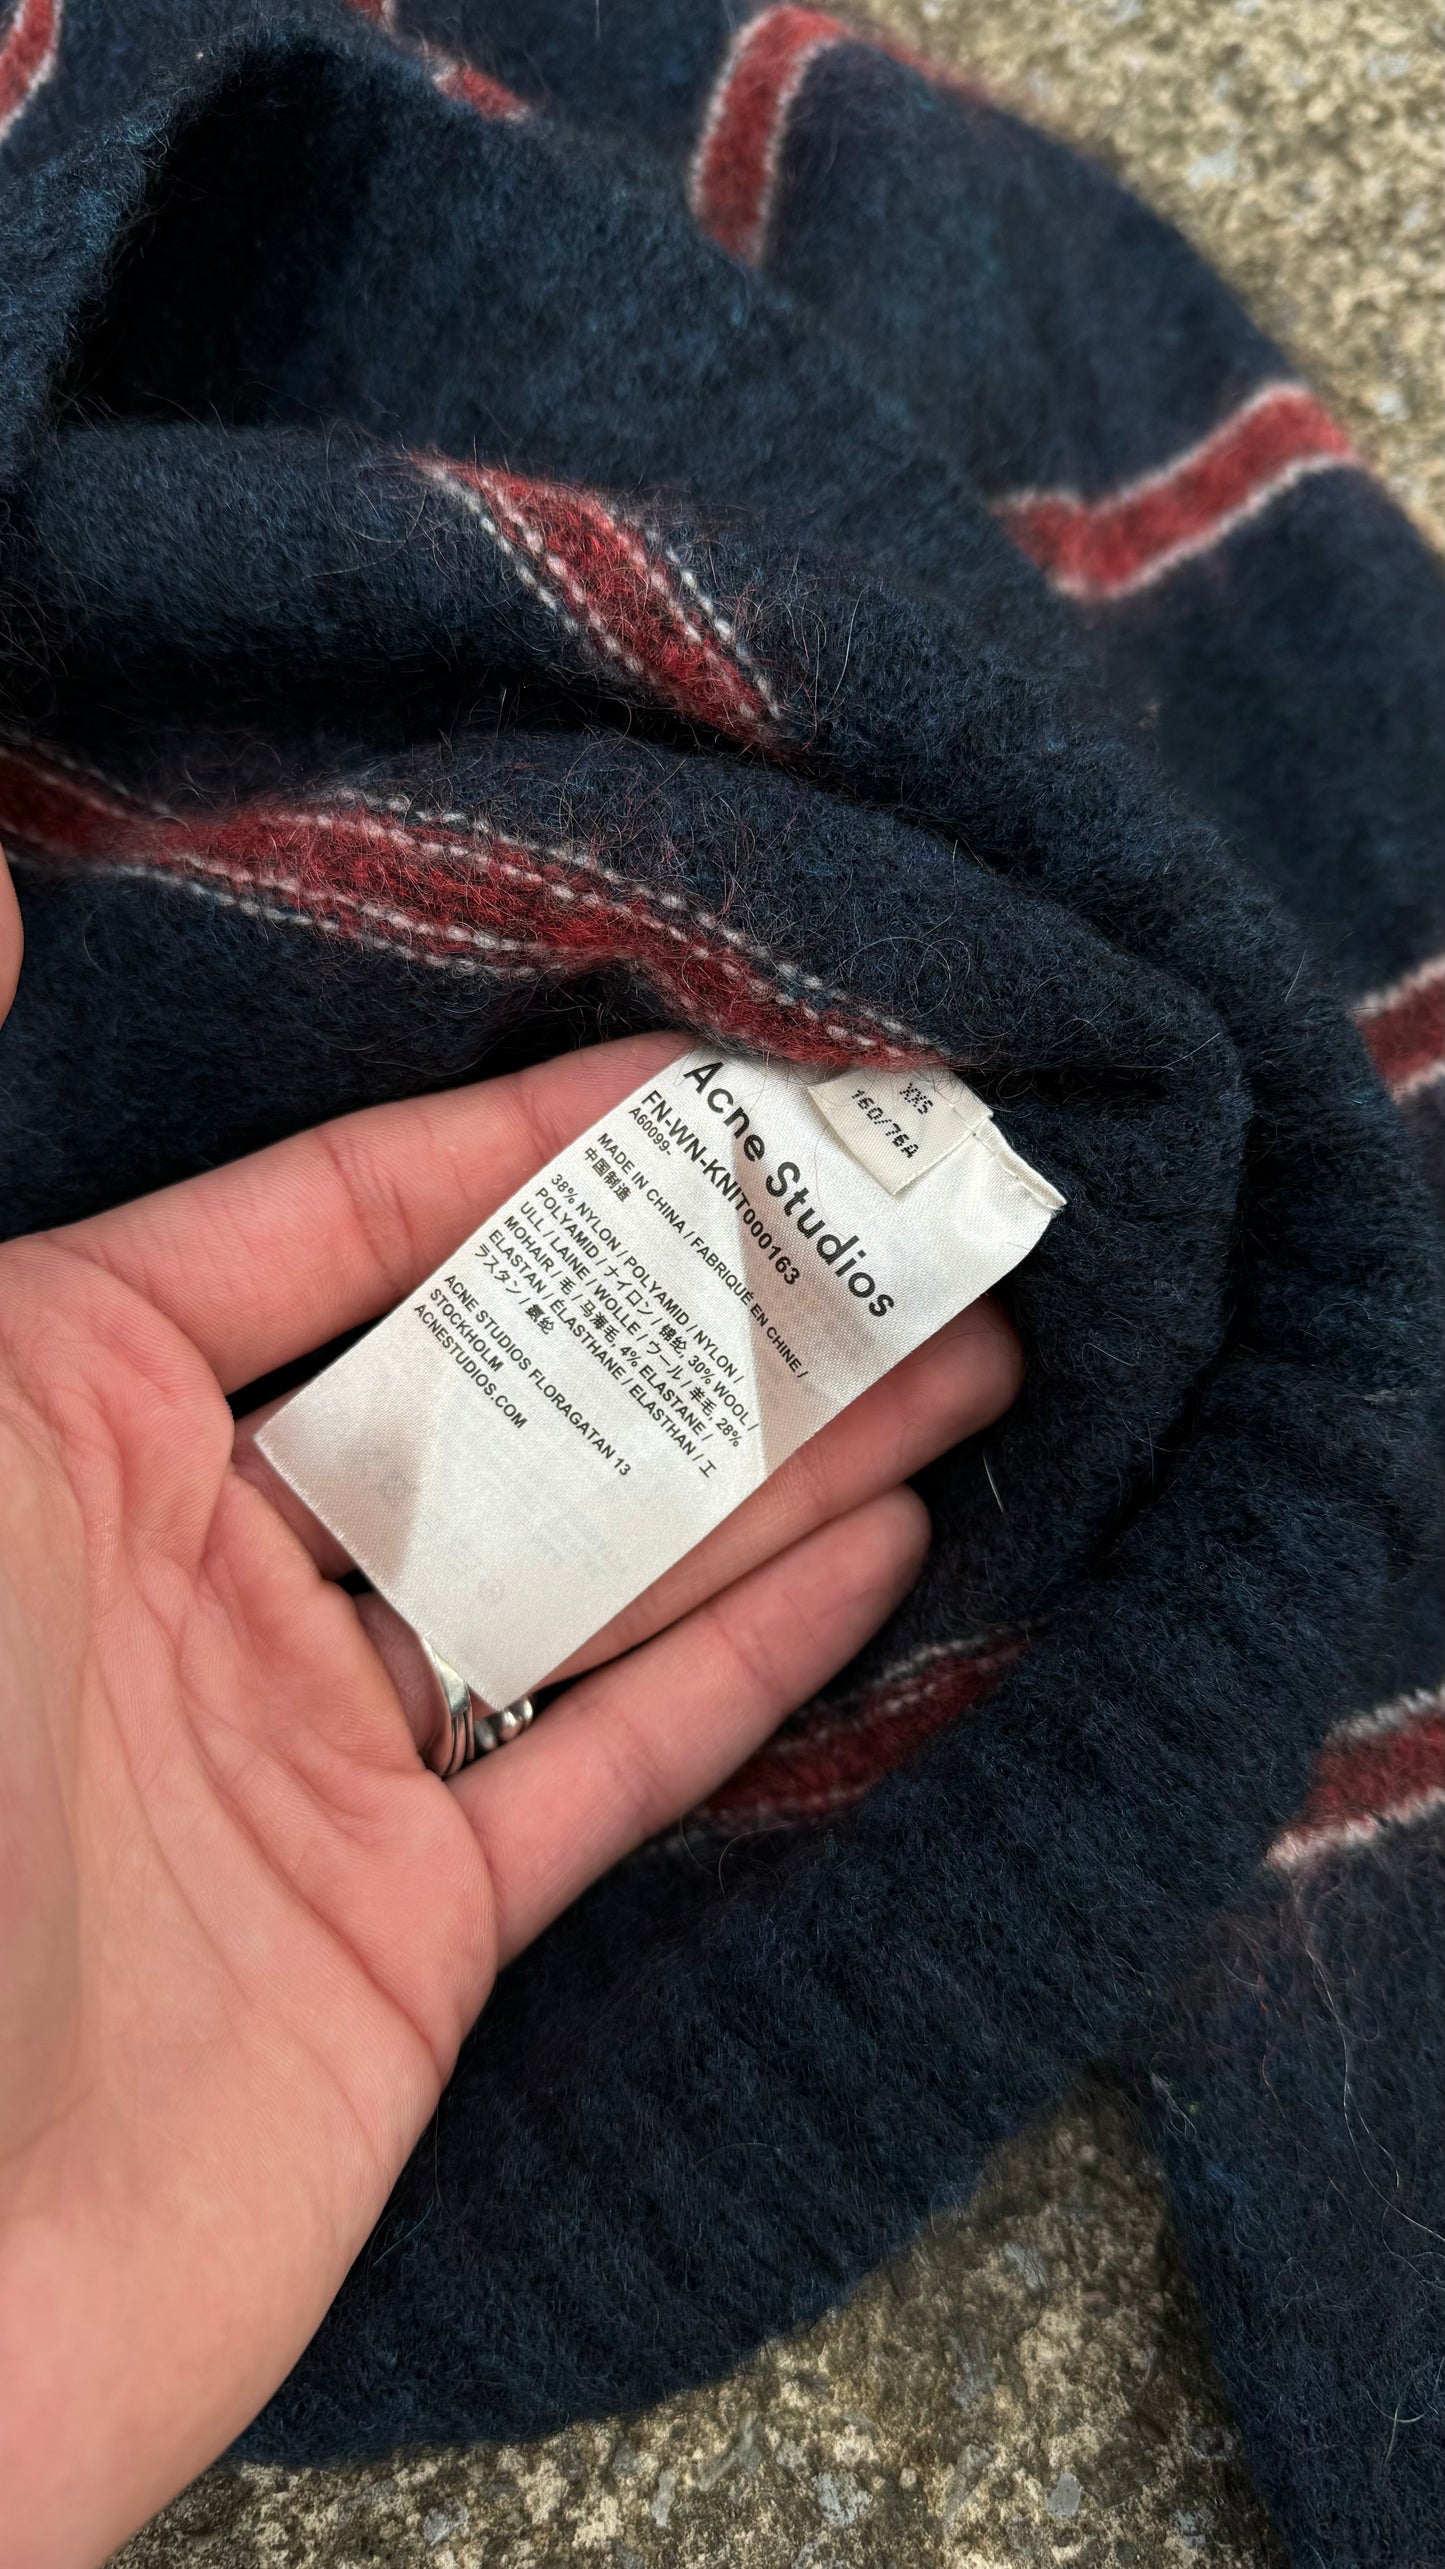 Acne Studios
FN-WN-KNIT000163
A60099-
MADE IN CHINA / FABRIQUÉ EN CHINE /
中国制造
38% NYLON / POLYAMID / NYLON /
POLYAMID / ナイロン / 锦纶, 30% WOOL /
ULL / LAINE / WOLLE / ウール / 羊毛, 28%
MOHAIR / 毛 / 马海毛, 4% ELASTANE /
ELASTAN / ÉLASTHANE / ELASTHAN / エ
ラスタン / 氨纶
ACNE STUDIOS FLORAGATAN 13
STOCKHOLM
ACNESTUDIOS.COM
XXS
160/76A